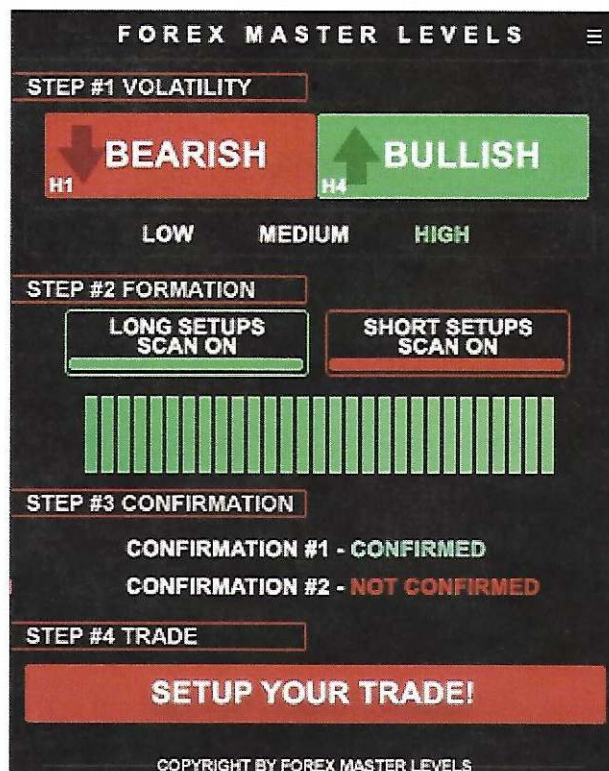 FOREX MASTER LEVELS
STEP #1 VOLATILITY
BEARISH
H1
BULLISH
H4
LOW MEDIUM HIGH
STEP #2 FORMATION
LONG SETUPS
SCAN ON
SHORT SETUPS
SCAN ON
STEP #3 CONFIRMATION
CONFIRMATION #1 - CONFIRMED
CONFIRMATION #2 - NOT CONFIRMED
STEP #4 TRADE
SETUP YOUR TRADE!
COPYRIGHT BY FOREX MASTER LEVELS